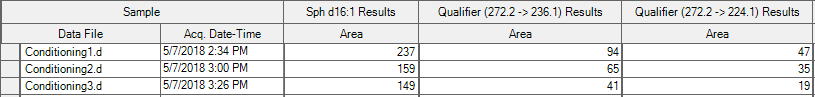 Sample Sph d16:1 Results Qualifier (272.2 -> 236.1) Results Qualifier (272.2 -> 224.1) Results
Data File Acq. Date-Time Area Area Area
Conditioning1.d 5/7/2018 2:34 PM 237 94 47
Conditioning2.d 5/7/2018 3:00 PM 159 65 35
Conditioning3.d 5/7/2018 3:26 PM 149 41 19